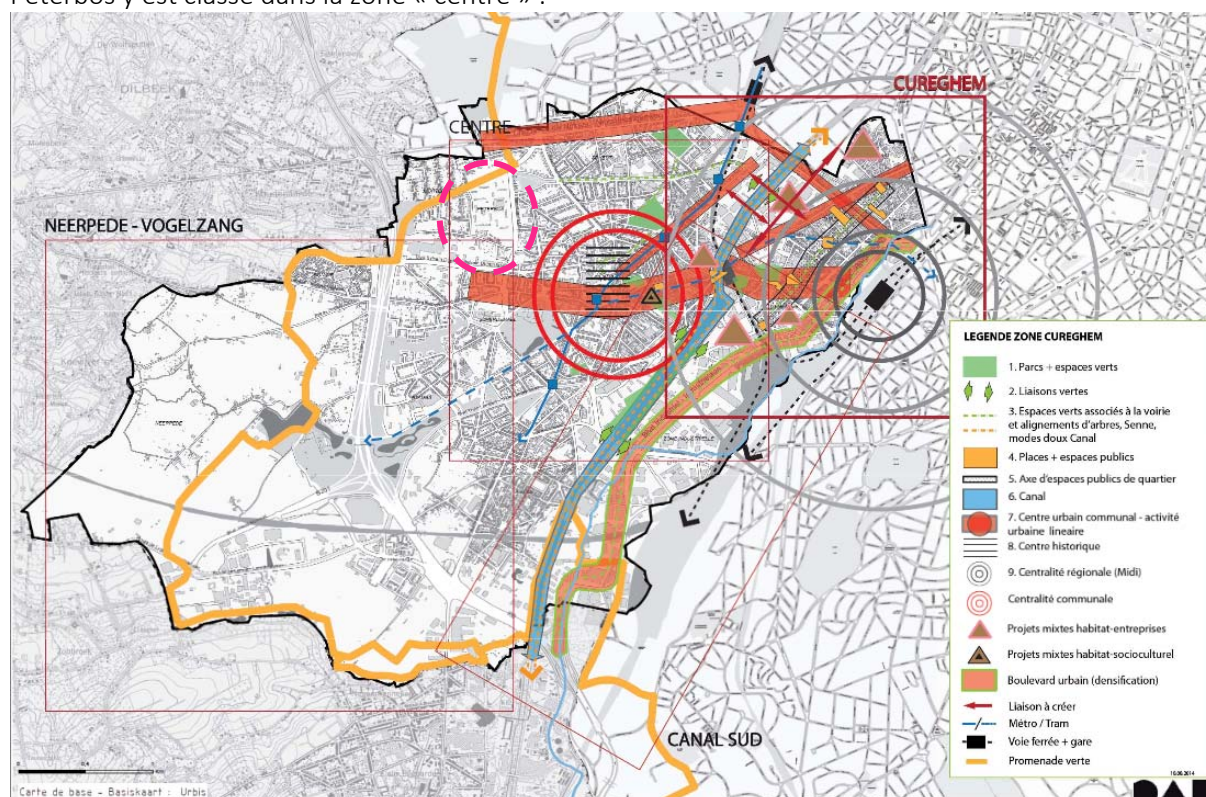 Peterbos y est classé dans la zone « centre » :
DILBEEK
CUREGHEM
CENTRE
NEERPEDE - VOGELZANG
NEERPEDE
CANAL SUD
LEGENDE ZONE CUREGHEM
1. Parcs + espaces verts
2. Liaisons vertes
3. Espaces verts associés à la voirie
et alignements d'arbres, Senne,
modes doux Canal
4. Places + espaces publics
5. Axe d'espaces publics de quartier
6. Canal
7. Centre urbain communal - activité
urbaine lineaire
8. Centre historique
9. Centralité régionale (Midi)
Centralité communale
Projets mixtes habitat-entreprises
Projets mixtes habitat-socioculturel
Boulevard urbain (densification)
Liaison à créer
Métro / Tram
Voie ferrée + gare
Promenade verte
Carte de base - Basiskaart : Urbis